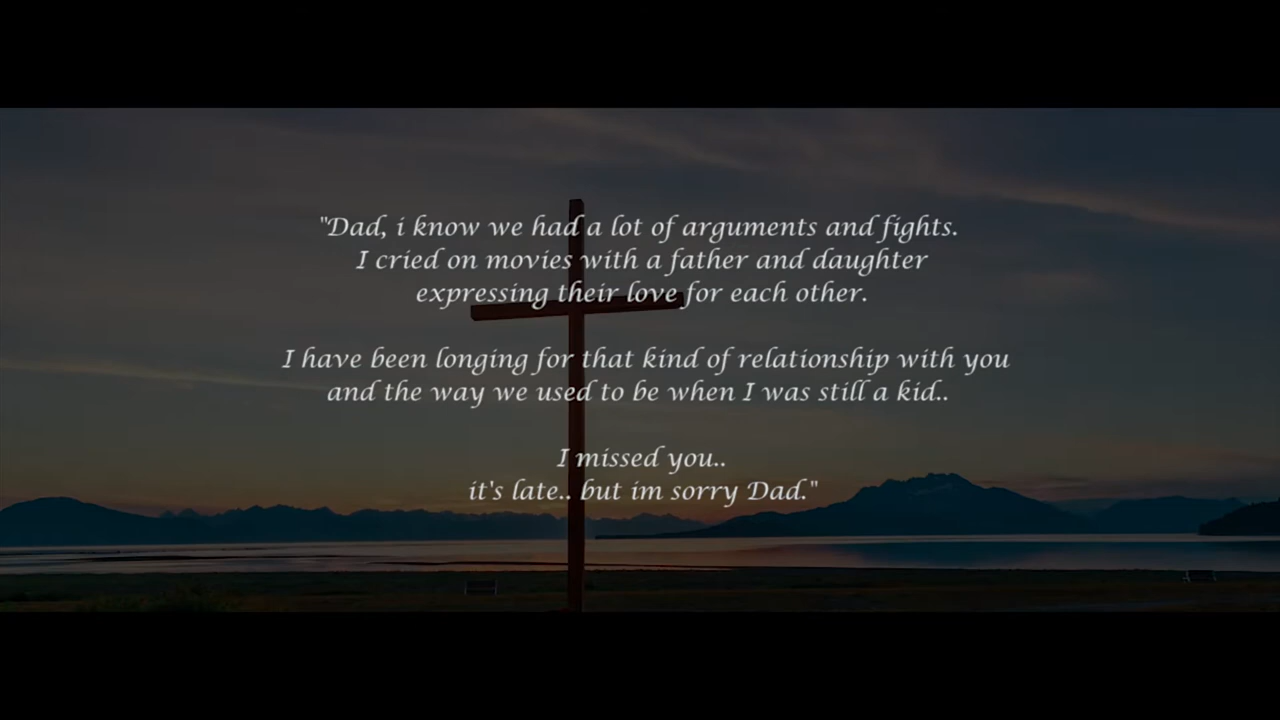 "Dad, i know we had a lot of arguments and fights.
I cried on movies with a father and daughter
expressing their love for each other.
I have been longing for that kind of relationship with you
and the way we used to be when I was still a kid..
I missed you..
it's late.. but im sorry Dad."